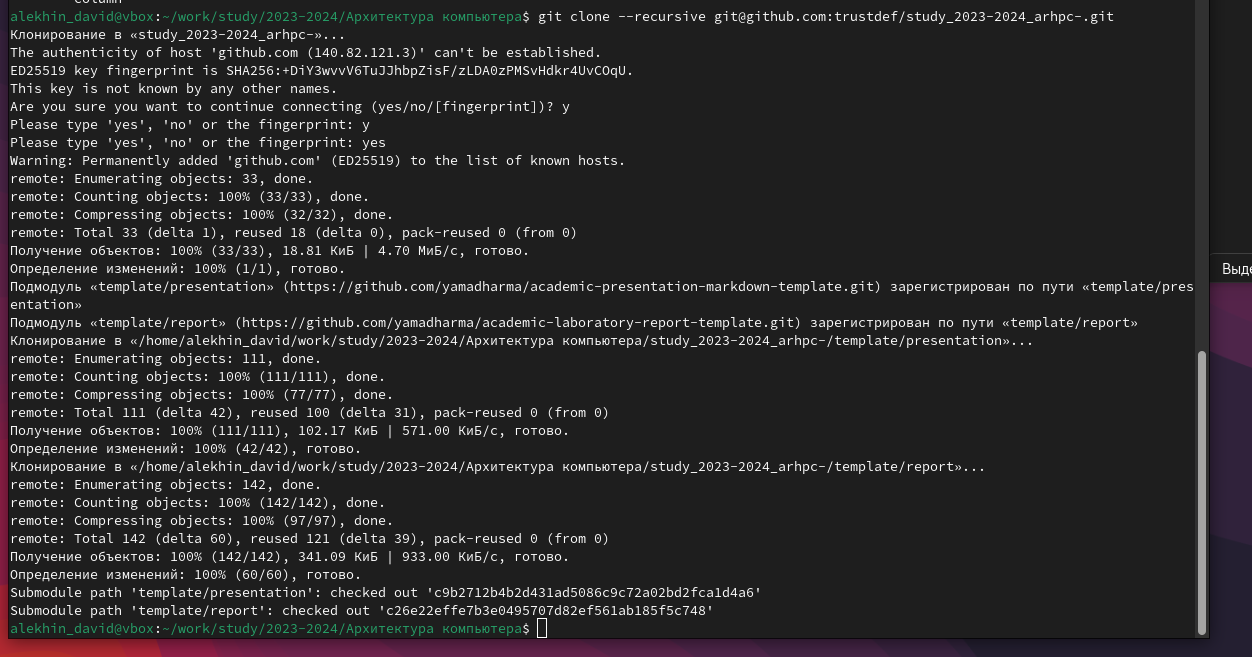 alekhin_david@vbox:~/work/study/2023-2024/Архитектура компьютера$ git clone --recursive git@github.com:trustdef/study_2023-2024_arhpc-.git
Клонирование в «study_2023-2024_arhpc-»...
The authenticity of host 'github.com (140.82.121.3)' can't be established.
ED25519 key fingerprint is SHA256:+DiY3wvvV6TuJJhbpZisF/zLDA0zPMSvHdkr4UvCOqU.
This key is not known by any other names.
Are you sure you want to continue connecting (yes/no/[fingerprint])? y
Please type 'yes', 'no' or the fingerprint: y
Please type 'yes', 'no' or the fingerprint: yes
Warning: Permanently added 'github.com' (ED25519) to the list of known hosts.
remote: Enumerating objects: 33, done.
remote: Counting objects: 100% (33/33), done.
remote: Compressing objects: 100% (32/32), done.
remote: Total 33 (delta 1), reused 18 (delta 0), pack-reused 0 (from 0)
Получение объектов: 100% (33/33), 18.81 КиБ | 4.70 МиБ/с, готово.
Определение изменений: 100% (1/1), готово.
Подмодуль «template/presentation» (https://github.com/yamadharma/academic-presentation-markdown-template.git) зарегистрирован по пути «template/pres
entation»
Подмодуль «template/report» (https://github.com/yamadharma/academic-laboratory-report-template.git) зарегистрирован по пути «template/report»
Клонирование в «/home/alekhin_david/work/study/2023-2024/Архитектура компьютера/study_2023-2024_arhpc-/template/presentation»...
remote: Enumerating objects: 111, done.
remote: Counting objects: 100% (111/111), done.
remote: Compressing objects: 100% (77/77), done.
remote: Total 111 (delta 42), reused 100 (delta 31), pack-reused 0 (from 0)
Получение объектов: 100% (111/111), 102.17 КиБ | 571.00 КиБ/с, готово.
Определение изменений: 100% (42/42), готово.
Клонирование в «/home/alekhin_david/work/study/2023-2024/Архитектура компьютера/study_2023-2024_arhpc-/template/report»...
remote: Enumerating objects: 142, done.
remote: Counting objects: 100% (142/142), done.
remote: Compressing objects: 100% (97/97), done.
remote: Total 142 (delta 60), reused 121 (delta 39), pack-reused 0 (from 0)
Получение объектов: 100% (142/142), 341.09 КиБ | 933.00 КиБ/с, готово.
Определение изменений: 100% (60/60), готово.
Submodule path 'template/presentation': checked out 'c9b2712b4b2d431ad5086c9c72a02bd2fca1d4a6'
Submodule path 'template/report': checked out 'c26e22effe7b3e0495707d82ef561ab185f5c748'
alekhin_david@vbox:~/work/study/2023-2024/Архитектура компьютера$